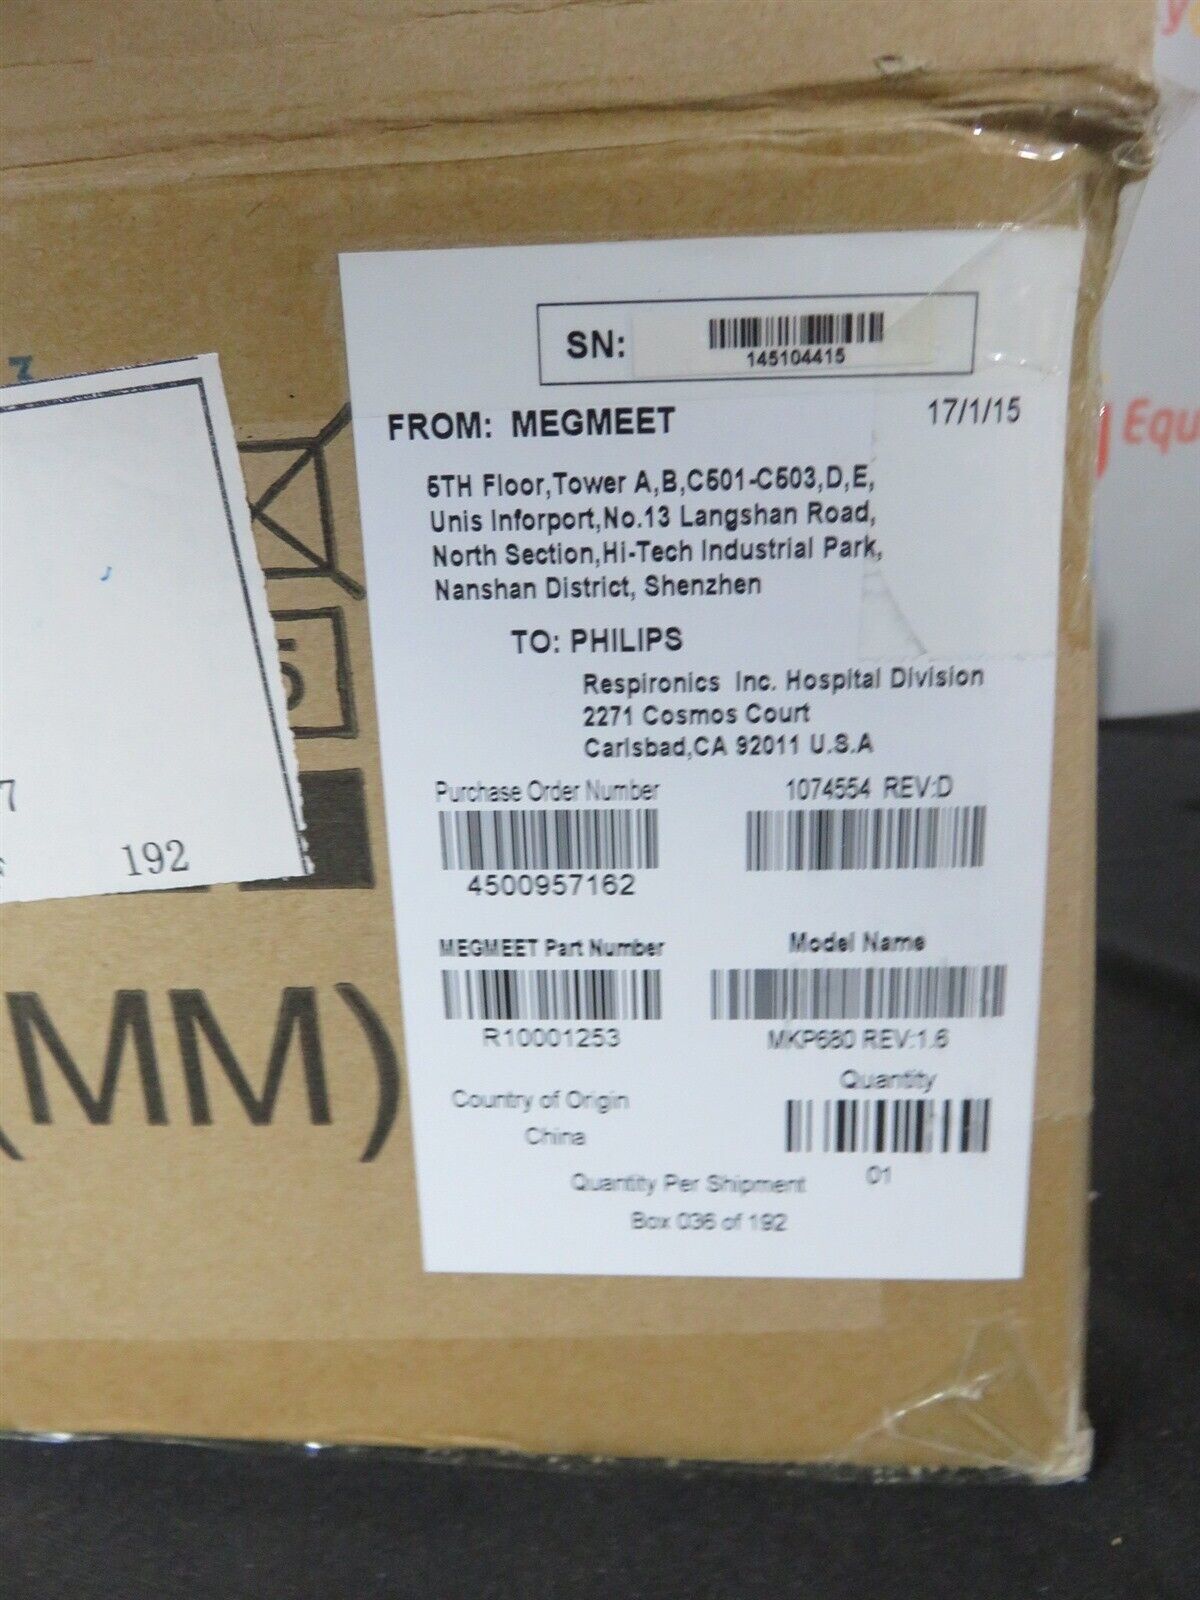 SN:
145104415
FROM: MEGMEET
17/1/15
5TH Floor,Tower A,B,C501-C503,D,E,
Unis Inforport,No.13 Langshan Road,
North Section,Hi-Tech Industrial Park,
Nanshan District, Shenzhen
TO: PHILIPS
Respironics Inc. Hospital Division
2271 Cosmos Court
Carlsbad,CA 92011 U.S.A
Purchase Order Number
4500957162
1074554 REV:D
MEGMEET Part Number
R10001253
Model Name
MKP680 REV:1.6
Country of Origin
China
Quantity
01
Quantity Per Shipment
Box 036 of 192
7
192
5
(MM)
Equ